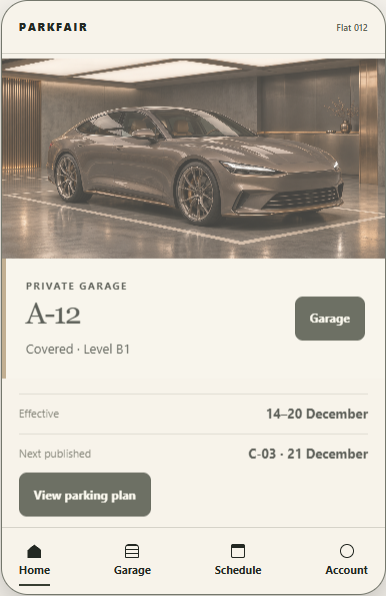 PARKFAIR
Flat 012
PRIVATE GARAGE
A-12
Covered · Level B1
Garage
Effective
14–20 December
Next published
C-03 · 21 December
View parking plan
Home
Garage
Schedule
Account